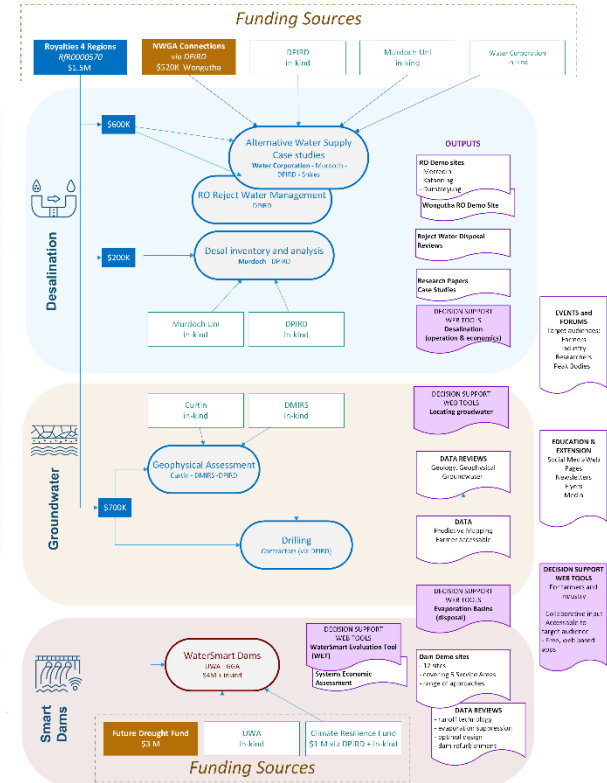 Funding Sources
Royalties 4 Regions
RfR0000570
$1.5M
NWGA Connections
via DPIRD
$520K Wongutha
DPIRD
in-kind
Murdoch Uni
in-kind
Water Corporation
in-kind
Desalination
$600K
Alternative Water Supply
Case studies
Water Corporation - Murdoch -
DPIRD - Shires
RO Reject Water Management
DPIRD
$200K
Desal inventory and analysis
Murdoch - DPIRD
Murdoch Uni
in-kind
DPIRD
in-kind
OUTPUTS
RO Demo sites
- Merredin
- Katanning
- Dumbleyung
Wongutha RO Demo Site
Reject Water Disposal
Reviews
Research Papers
Case Studies
DECISION SUPPORT
WEB TOOLS
Desalination
(operation & economics)
EVENTS and
FORUMS
Target audiences:
Farmers
Industry
Researchers
Peak Bodies
Groundwater
Curtin
in-kind
DMIRS
in-kind
Geophysical Assessment
Curtin - DMIRS -DPIRD
$700K
Drilling
Contractors (via DPIRD)
DECISION SUPPORT
WEB TOOLS
Locating groudwater
DATA REVIEWS
Geology, Geophysical
Groundwater
DATA
Predictive Mapping
Farmer accessable
DECISION SUPPORT
WEB TOOLS
Evaporation Basins
(disposal)
EDUCATION &
EXTENSION
Social Media Web
Pages
Newsletters
Flyers
Media
DECISION SUPPORT
WEB TOOLS
For farmers and
industry
- Collaborative input
- Accessable to
target audience
- Free, web based
apps
Smart
Dams
WaterSmart Dams
UWA - GGA
$4M + in-kind
DECISION SUPPORT
WEB TOOLS
WaterSmart Evaluation Tool
(WET)
Systems Economic
Assessment
Dam Demo sites
- 12 sites
- covering 5 Service Areas
- range of approaches
DATA REVIEWS
- runoff technology
- evaporation suppression
- optimal design
- dam refurbishment
Future Drought Fund
$3 M
UWA
in-kind
Climate Resilience Fund
$1 M via DPIRD + in-kind
Funding Sources